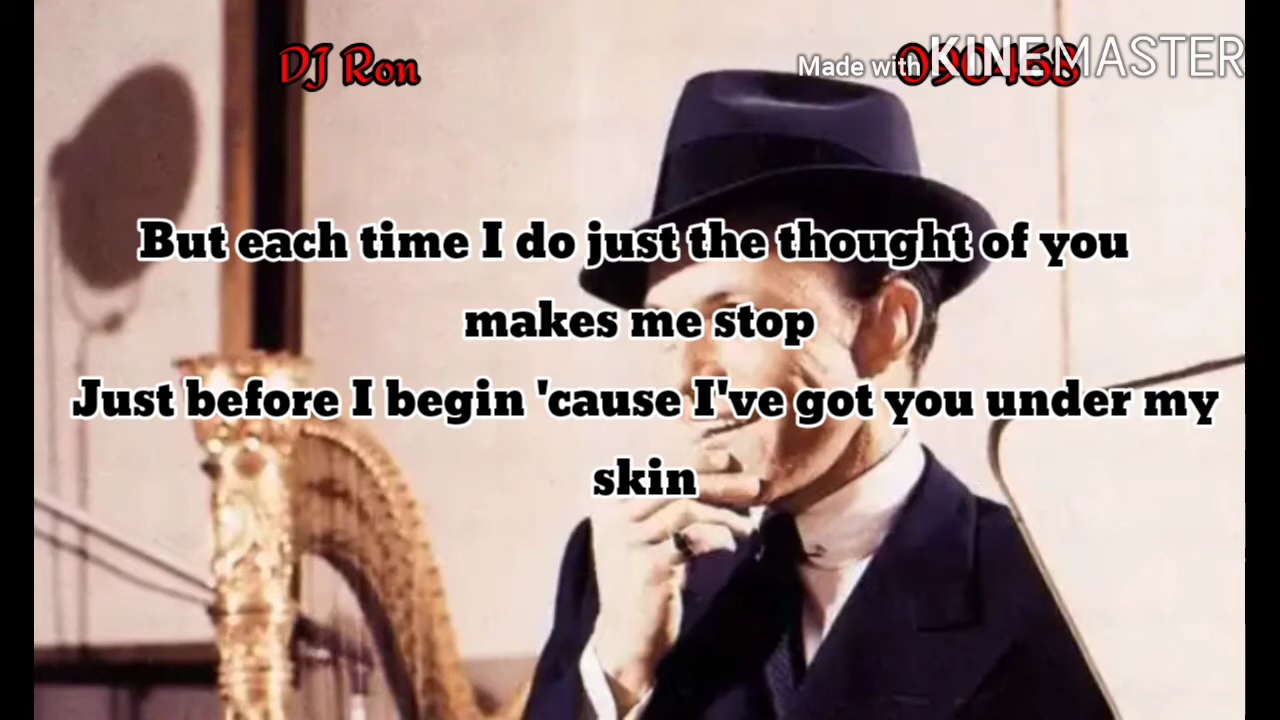 DJ Ron
Made with KINEMASTER
But each time I do just the thought of you
makes me stop
Just before I begin 'cause I've got you under my
skin